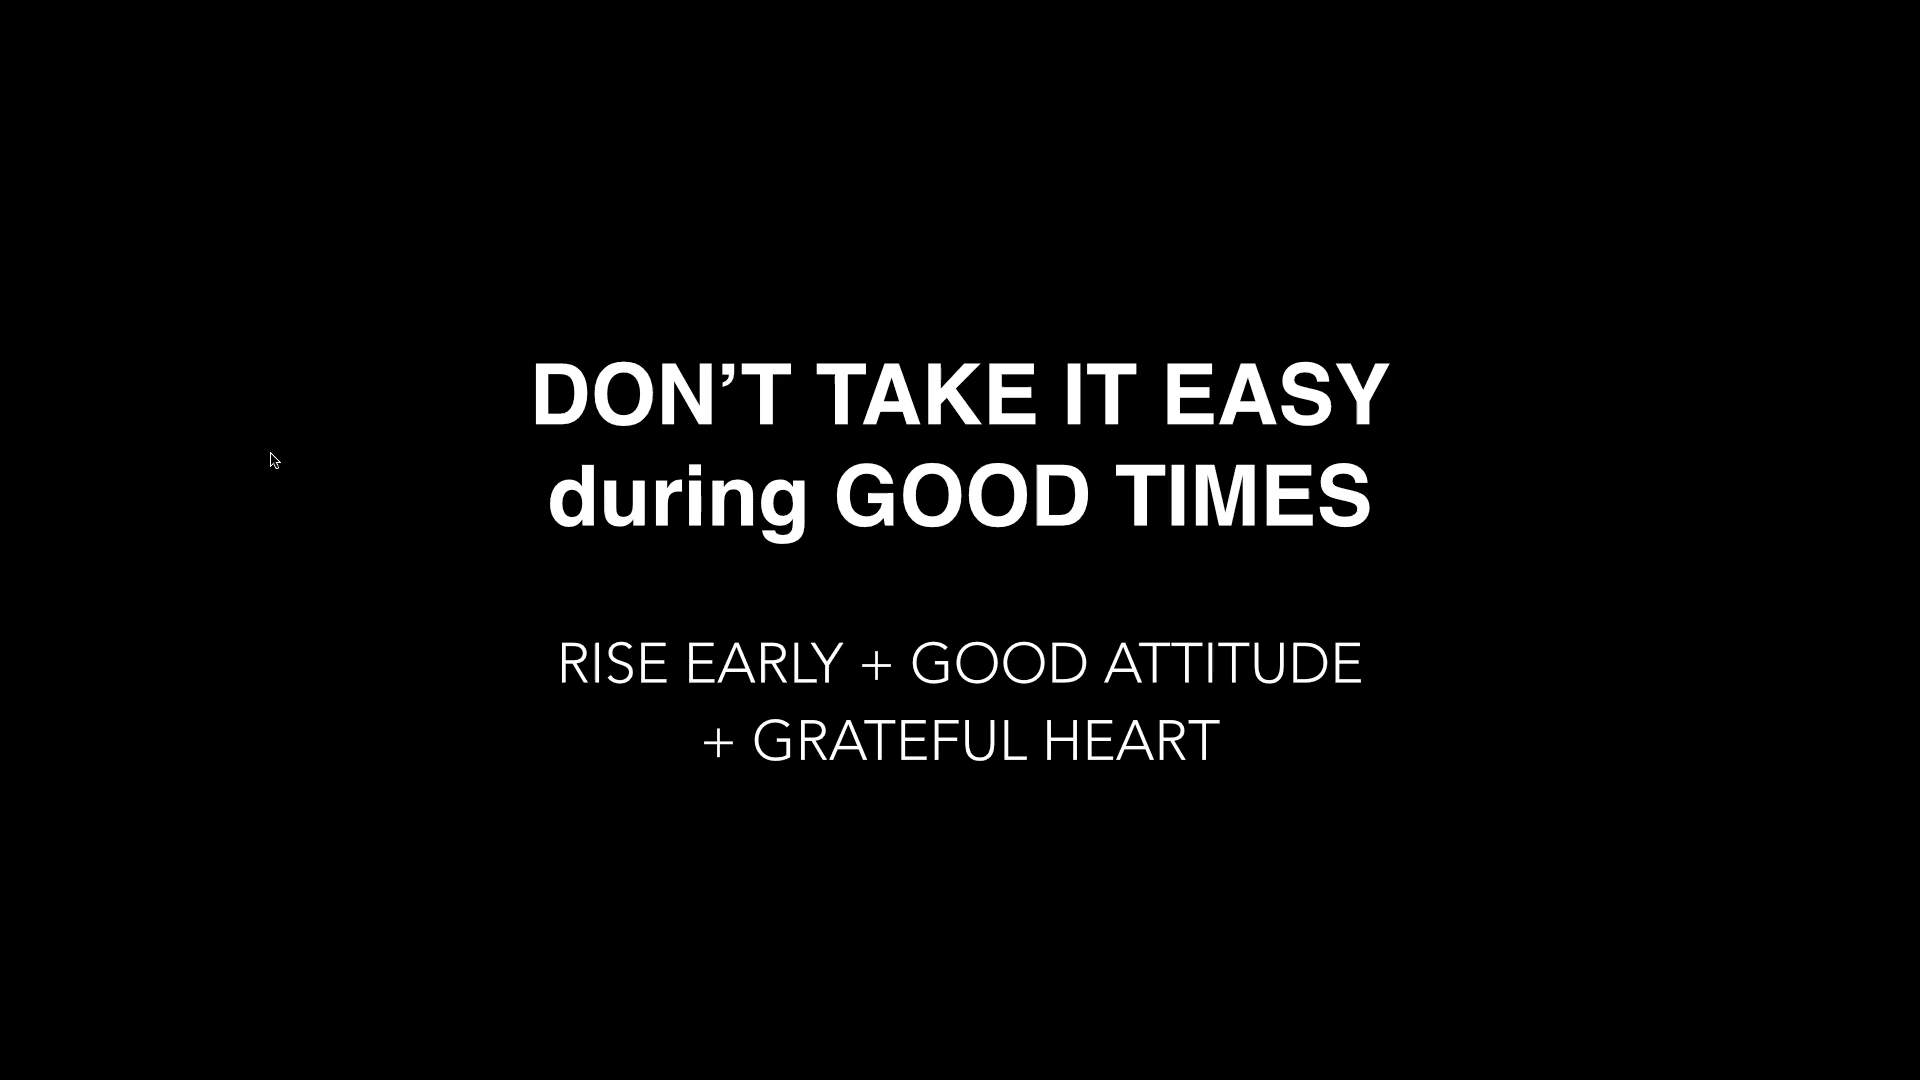 DON’T TAKE IT EASY
during GOOD TIMES
RISE EARLY + GOOD ATTITUDE
+ GRATEFUL HEART